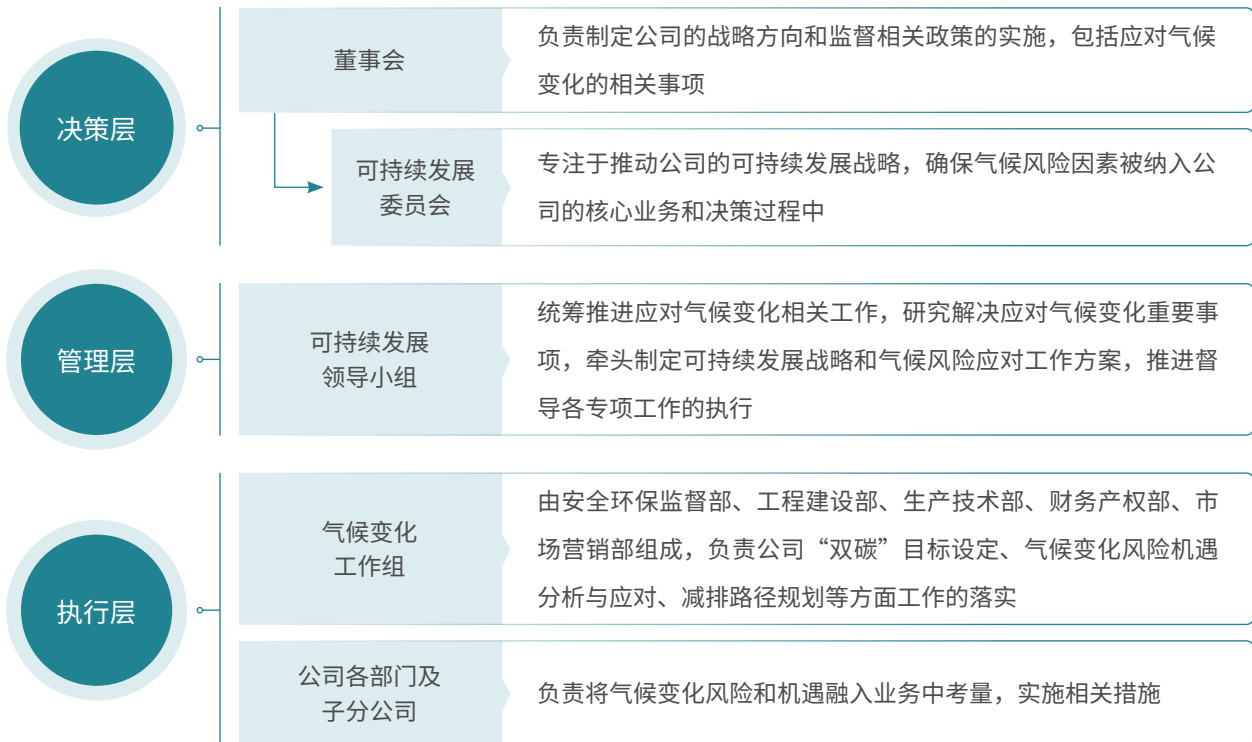 决策层
董事会
负责制定公司的战略方向和监督相关政策的实施，包括应对气候
变化的相关事项
可持续发展
委员会
专注于推动公司的可持续发展战略，确保气候风险因素被纳入公
司的核心业务和决策过程中
管理层
可持续发展
领导小组
统筹推进应对气候变化相关工作，研究解决应对气候变化重要事
项，牵头制定可持续发展战略和气候风险应对工作方案，推进督
导各专项工作的执行
执行层
气候变化
工作组
由安全环保监督部、工程建设部、生产技术部、财务产权部、市
场营销部组成，负责公司“双碳”目标设定、气候变化风险机遇
分析与应对、减排路径规划等方面工作的落实
公司各部门及
子分公司
负责将气候变化风险和机遇融入业务中考量，实施相关措施